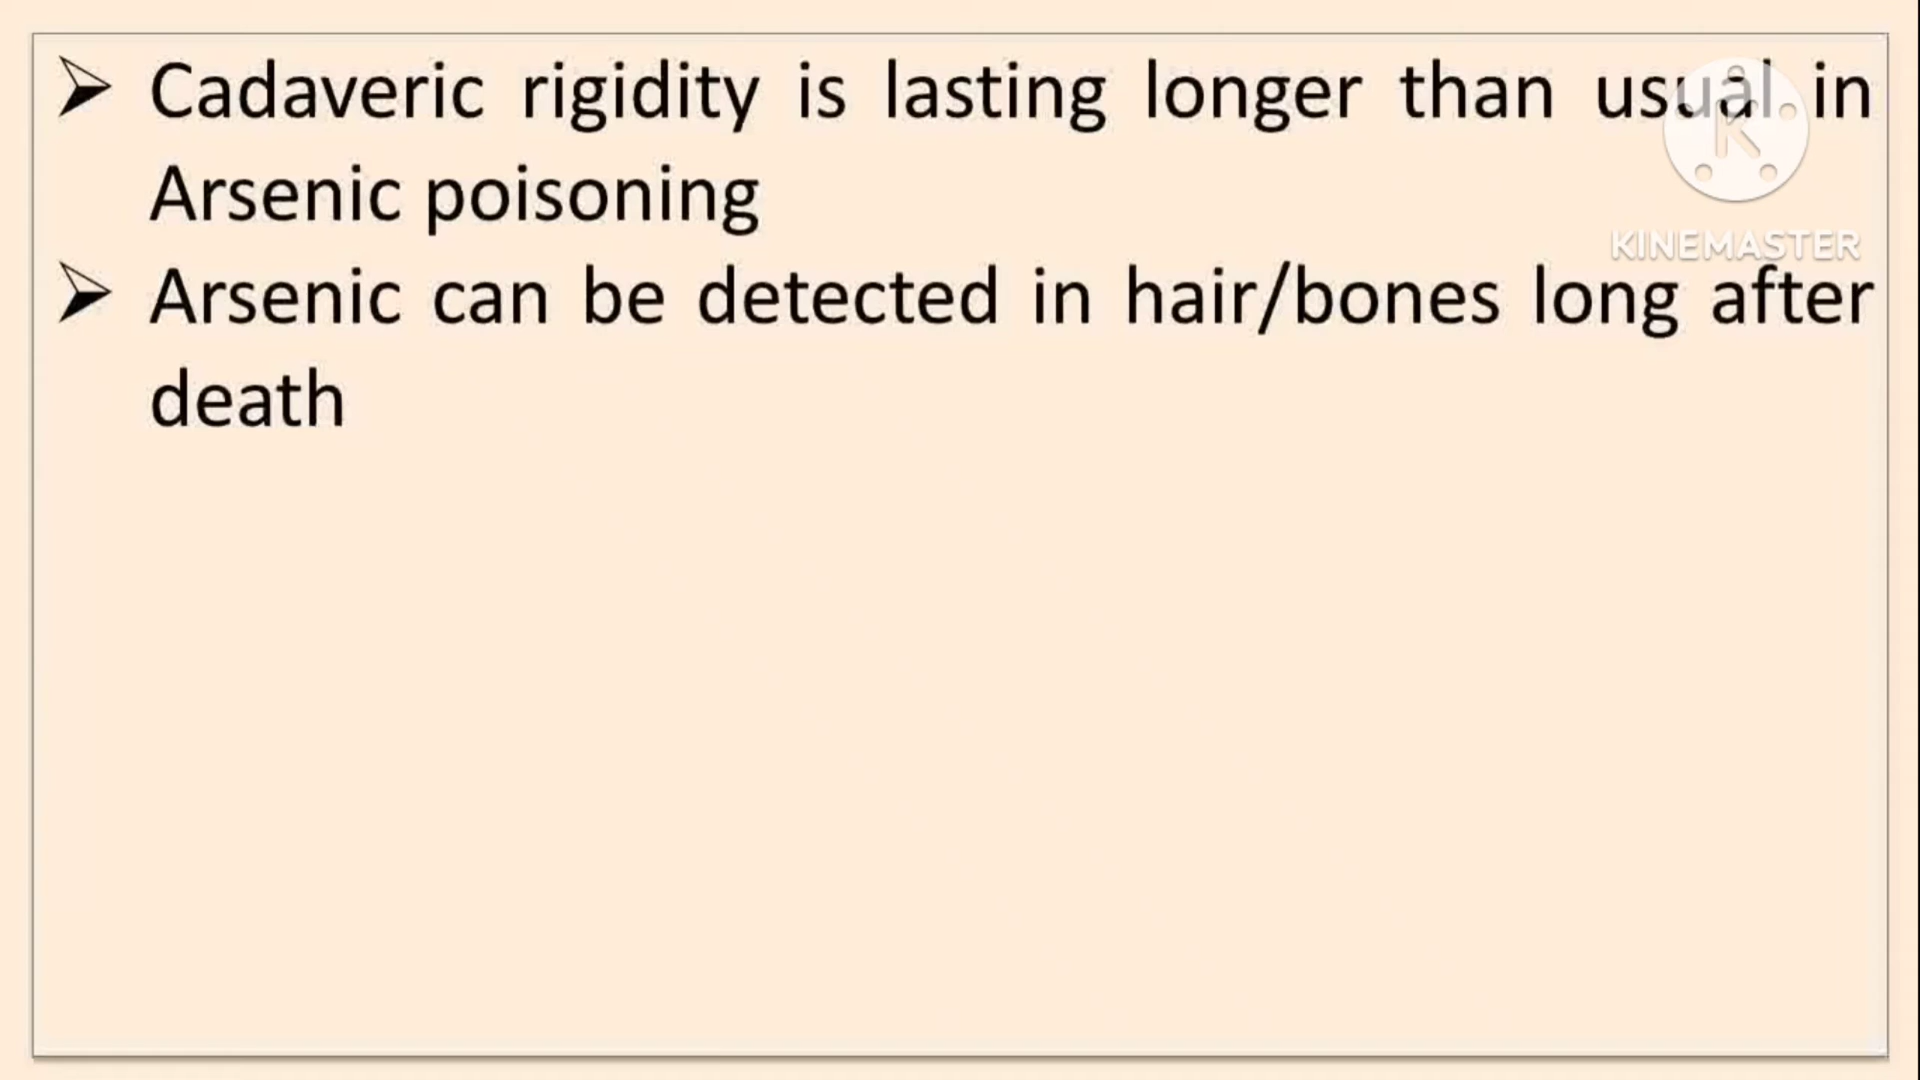 ➢ Cadaveric rigidity is lasting longer than usual in
Arsenic poisoning
KINEMASTER
➢ Arsenic can be detected in hair/bones long after
death